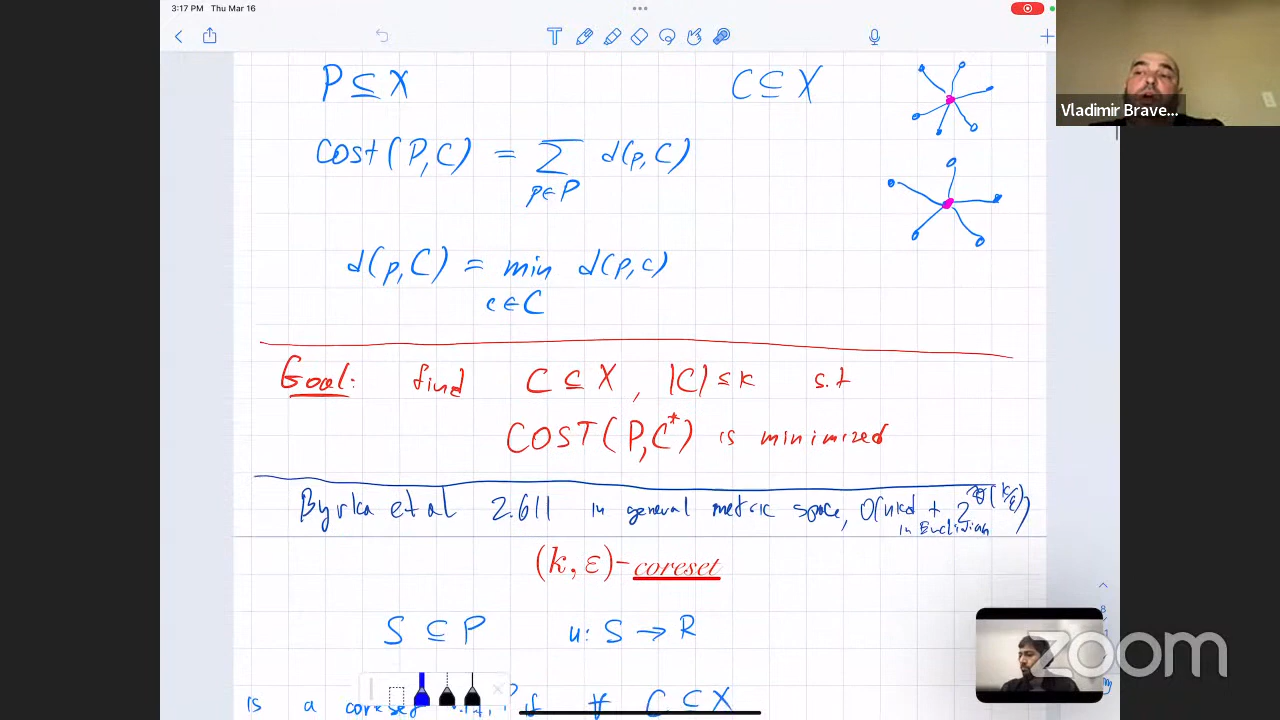 3:17 PM Thu Mar 16
P ⊆ X
C ⊆ X
Vladimir Brave...
Cost(P,C) = ∑ d(p,C)
p∈P
d(p,C) = min d(p,c)
c∈C
Goal: find C ⊆ X, |C| ≤ k s.t
COST(P,C*) is minimized
Byrka et al 2.611 in general metric space, O(nkd + 2^(k/ε))
in Euclidian
(k, ε)-coreset
S ⊆ P u: S → R
zoom
is a coreset if ∀ C ⊆ X